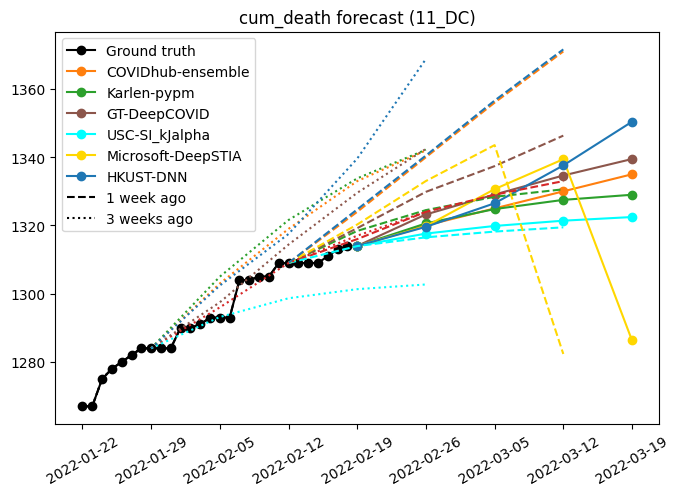 cum_death forecast (11_DC)
Ground truth
COVIDhub-ensemble
Karlen-pypm
GT-DeepCOVID
USC-SI_kJalpha
Microsoft-DeepSTIA
HKUST-DNN
1 week ago
3 weeks ago
1360
1340
1320
1300
1280
2022-01-22
2022-01-29
2022-02-05
2022-02-12
2022-02-19
2022-02-26
2022-03-05
2022-03-12
2022-03-19